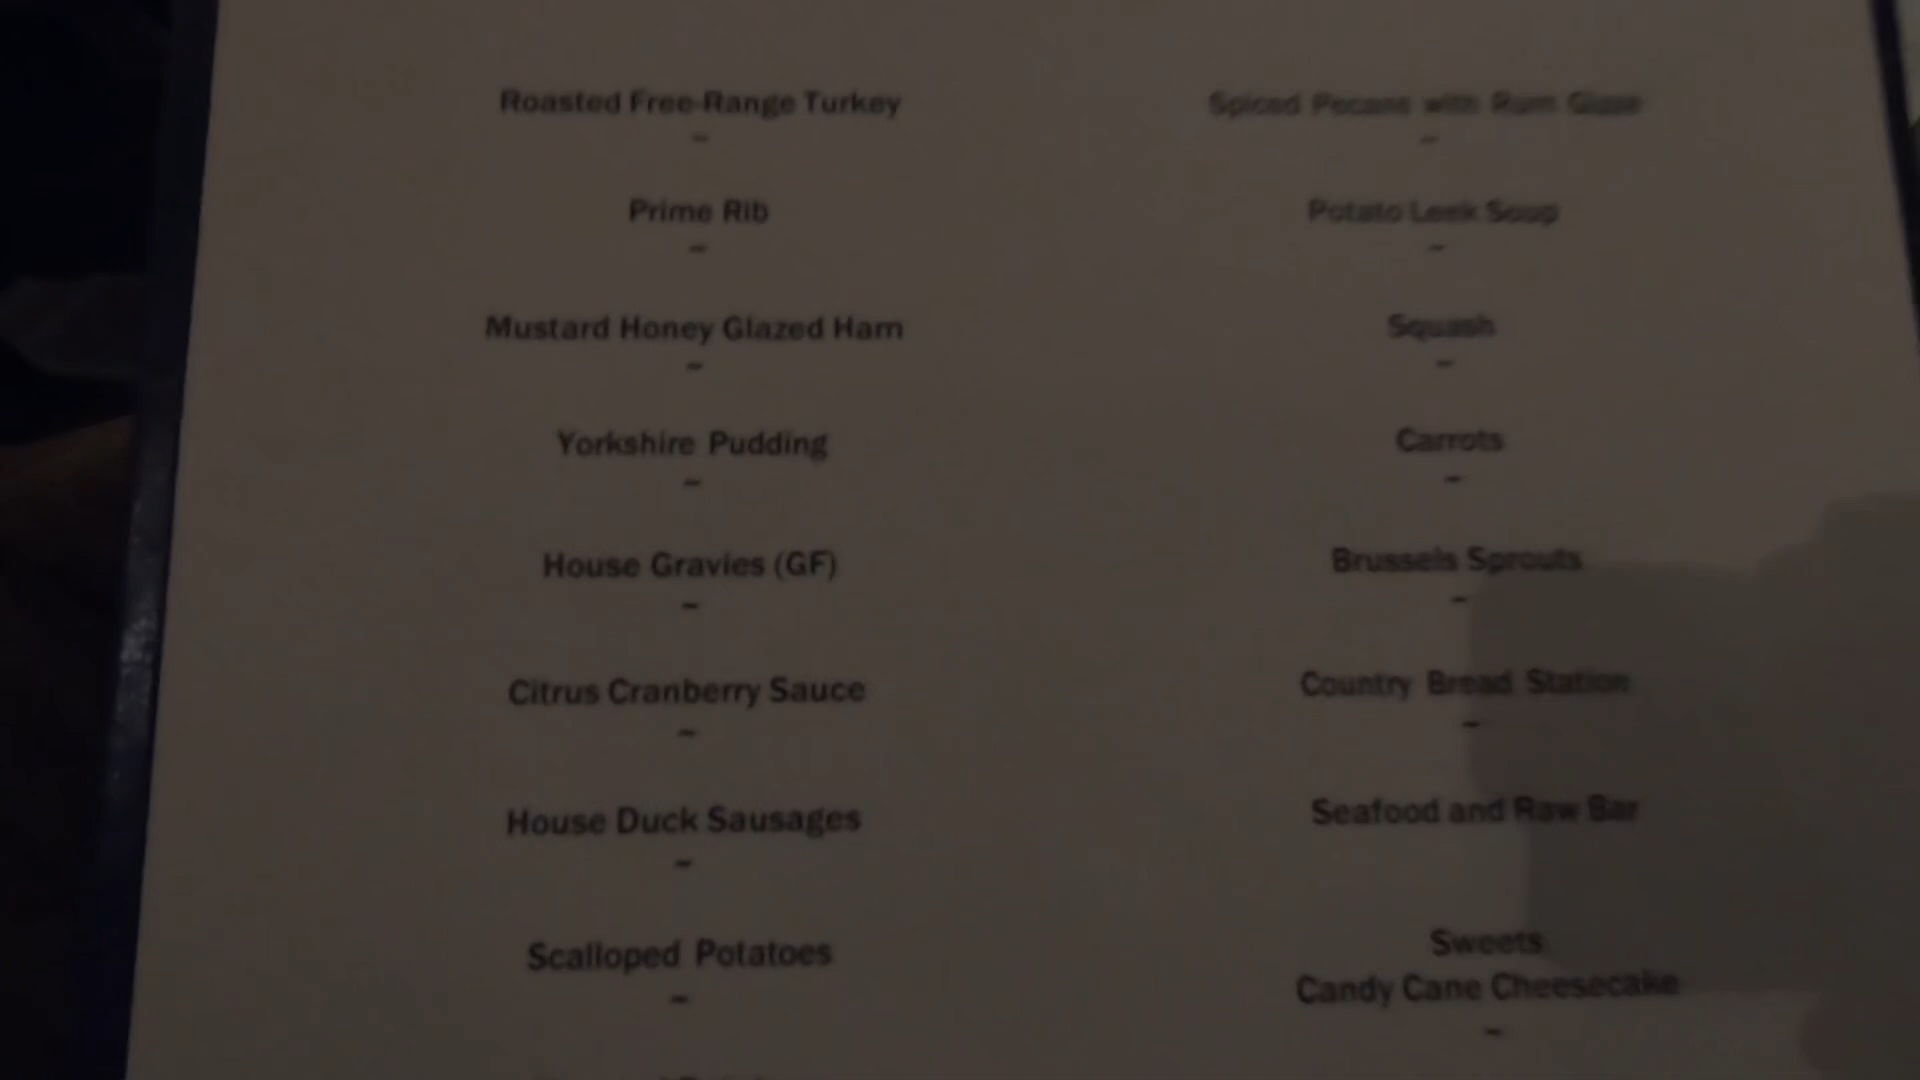 Roasted Free-Range Turkey
~
Prime Rib
~
Mustard Honey Glazed Ham
~
Yorkshire Pudding
~
House Gravies (GF)
~
Citrus Cranberry Sauce
~
House Duck Sausages
~
Scalloped Potatoes
~
Spiced Pecans with Rum Glaze
~
Potato Leek Soup
~
Squash
~
Carrots
~
Brussels Sprouts
~
Country Bread Station
~
Seafood and Raw Bar
Sweets
Candy Cane Cheesecake
~